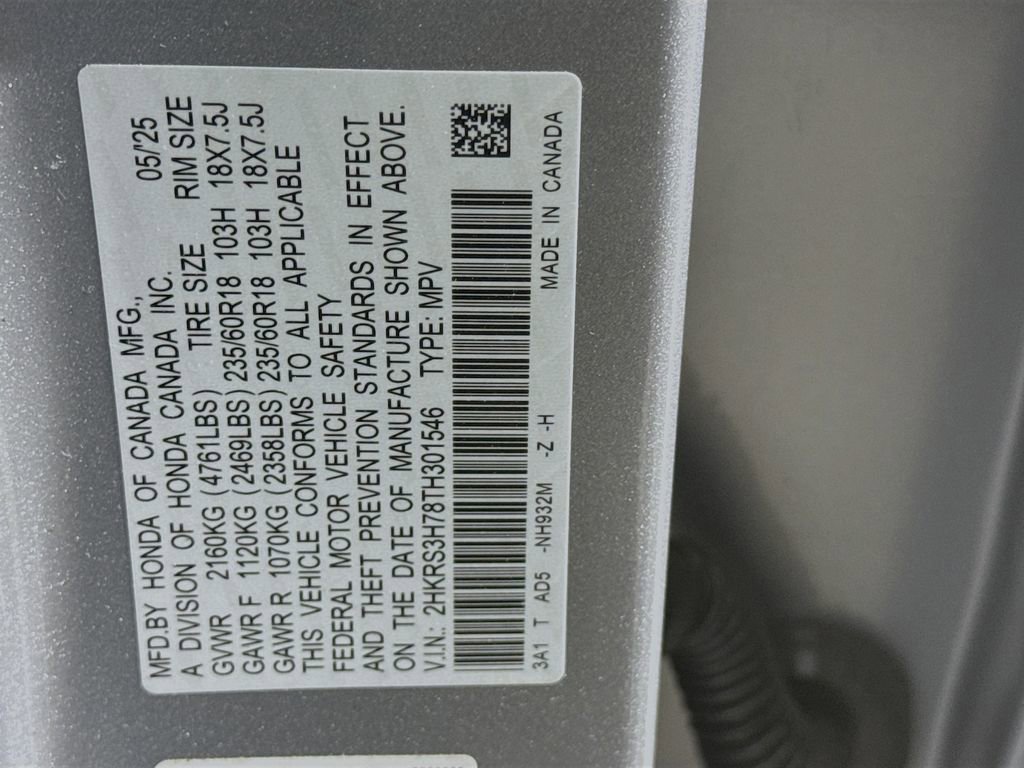 MFD.BY HONDA OF CANADA MFG., 05/'25
A DIVISION OF HONDA CANADA INC.
TIRE SIZE RIM SIZE
GVWR 2160KG (4761LBS)
GAWR F 1120KG (2469LBS) 235/60R18 103H 18X7.5J
GAWR R 1070KG (2358LBS) 235/60R18 103H 18X7.5J
THIS VEHICLE CONFORMS TO ALL APPLICABLE
FEDERAL MOTOR VEHICLE SAFETY
AND THEFT PREVENTION STANDARDS IN EFFECT
ON THE DATE OF MANUFACTURE SHOWN ABOVE.
V.I.N.: 2HKRS3H78TH301546 TYPE: MPV
3A1 T AD5 -NH932M -Z -H MADE IN CANADA